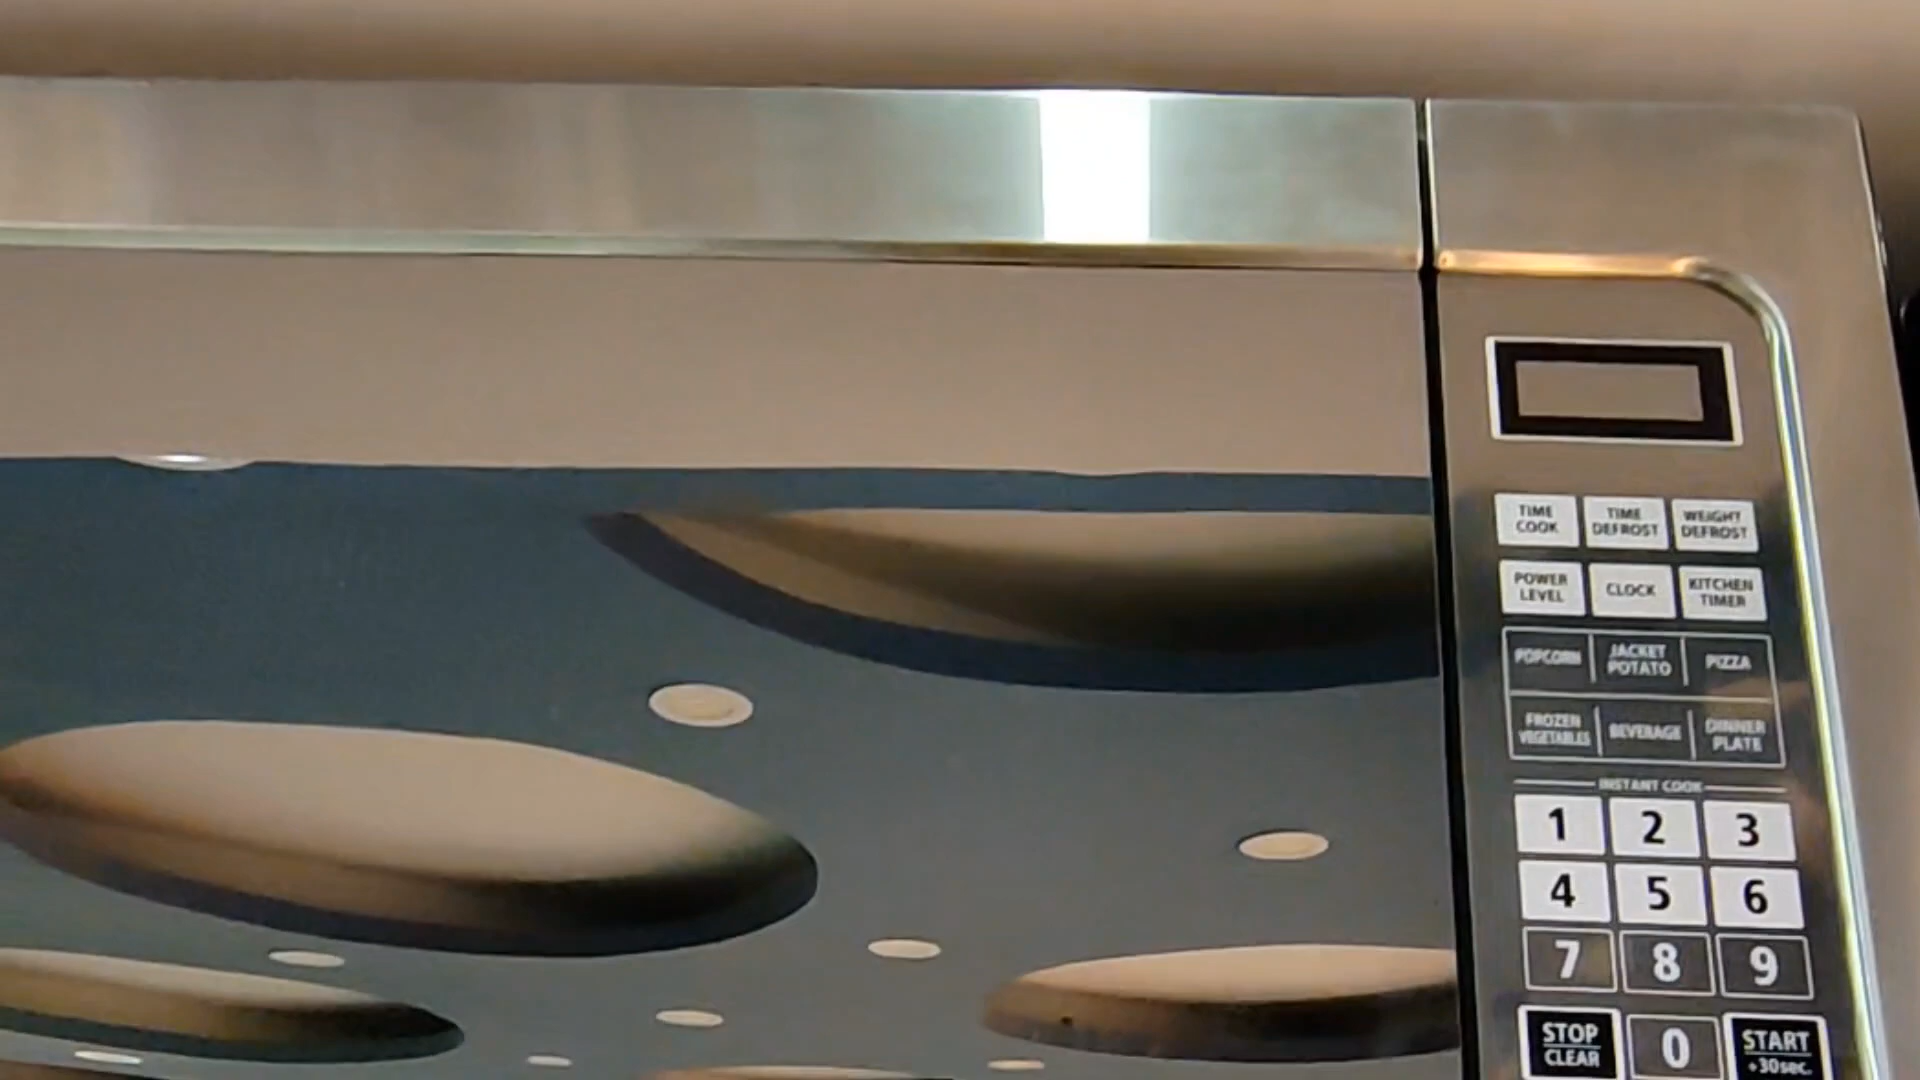 TIME
COOK
TIME
DEFROST
WEIGHT
DEFROST
POWER
LEVEL
CLOCK
KITCHEN
TIMER
POPCORN
JACKET
POTATO
PIZZA
FROZEN
VEGETABLES
BEVERAGE
DINNER
PLATE
INSTANT COOK
1 2 3
4 5 6
7 8 9
STOP
CLEAR
0
START
+30sec.